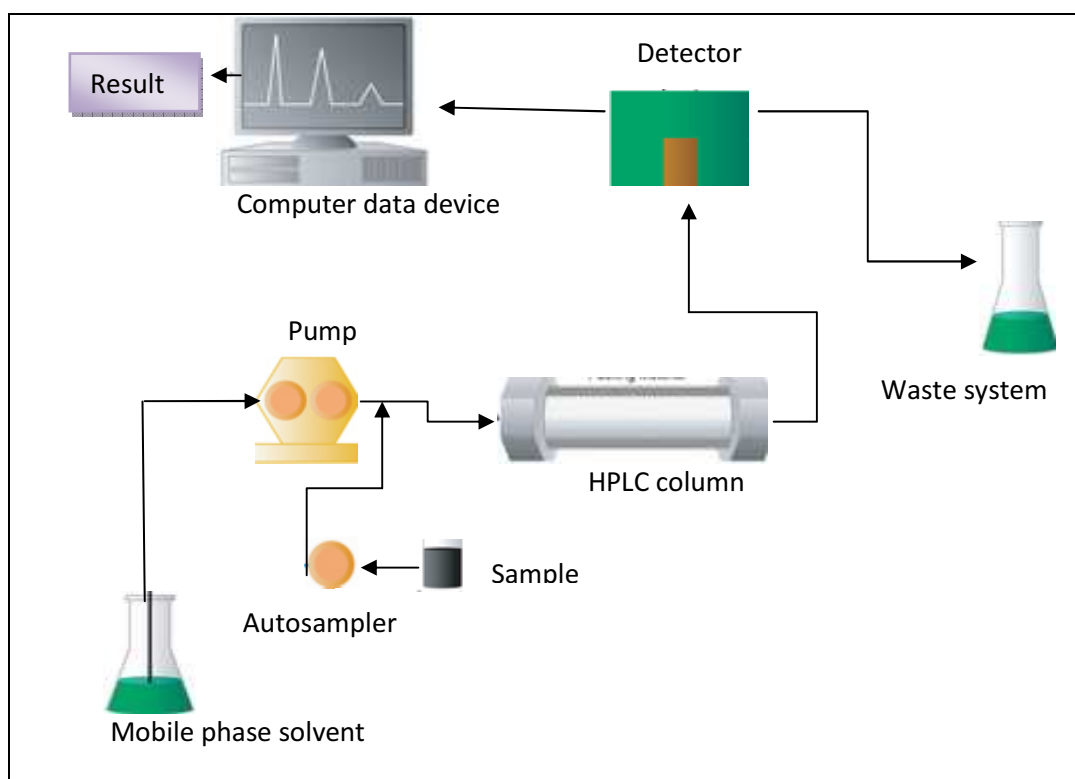 Result
Detector
Computer data device
Pump
Waste system
HPLC column
Sample
Autosampler
Mobile phase solvent